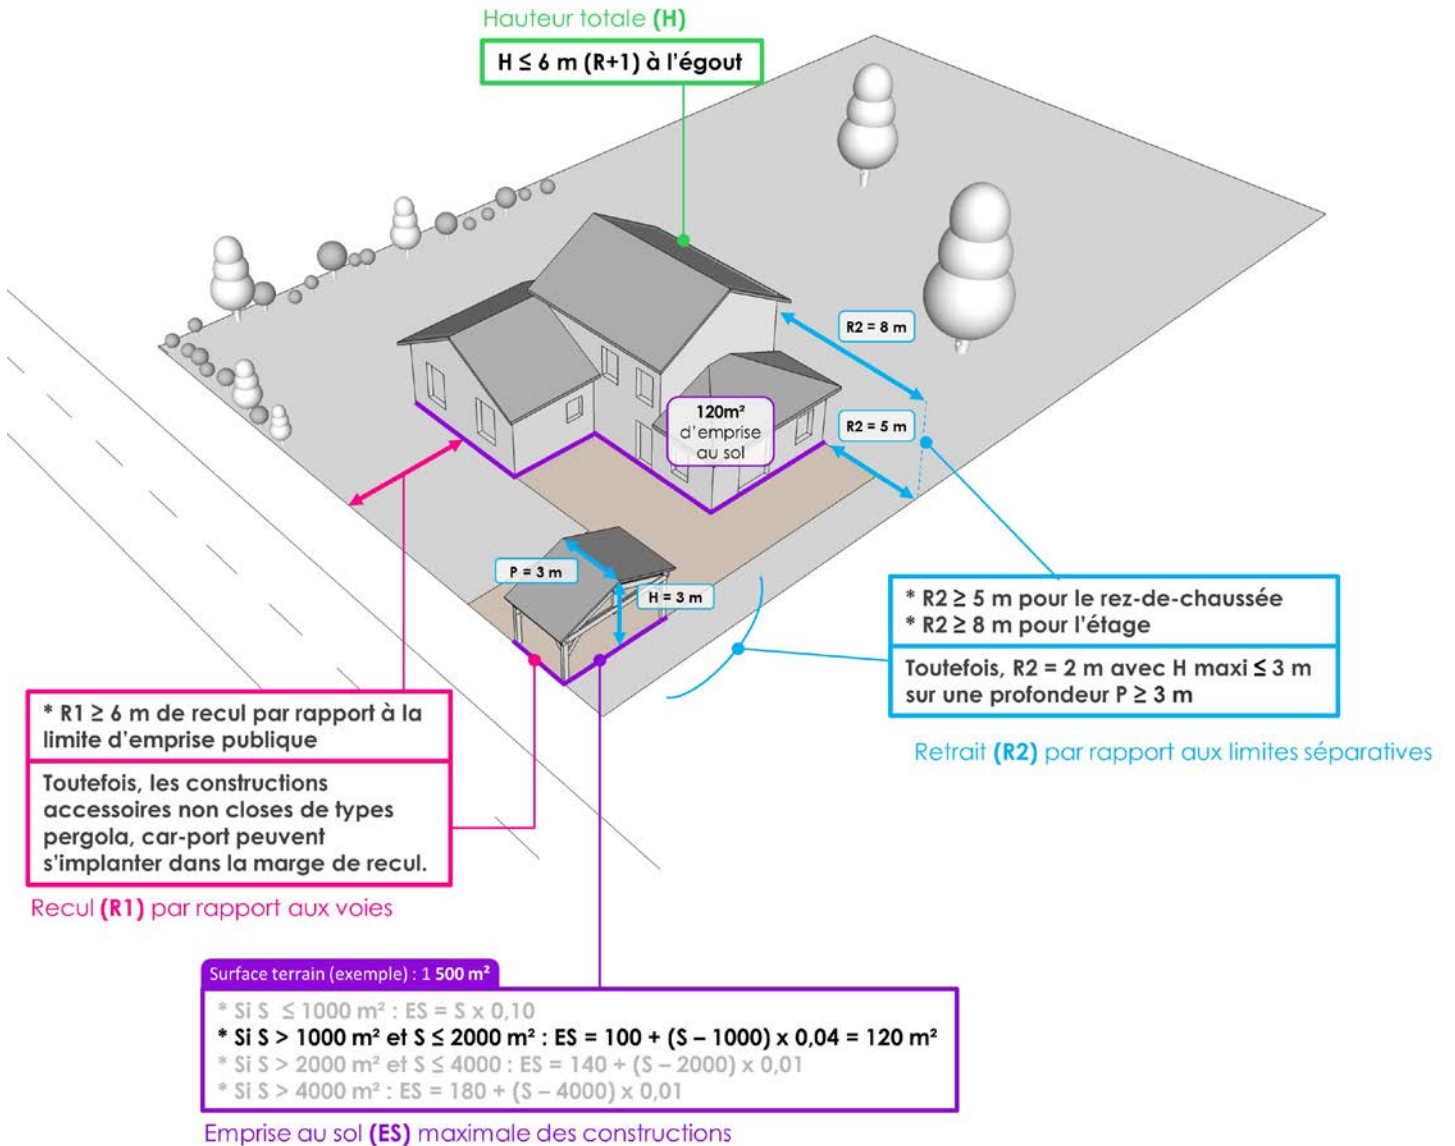 Hauteur totale (H)
H ≤ 6 m (R+1) à l'égout
R2 = 8 m
120m²
d'emprise
au sol
R2 = 5 m
P = 3 m
H = 3 m
* R2 ≥ 5 m pour le rez-de-chaussée
* R2 ≥ 8 m pour l'étage
Toutefois, R2 = 2 m avec H maxi ≤ 3 m
sur une profondeur P ≥ 3 m
Retrait (R2) par rapport aux limites séparatives
* R1 ≥ 6 m de recul par rapport à la
limite d'emprise publique
Toutefois, les constructions
accessoires non closes de types
pergola, car-port peuvent
s'implanter dans la marge de recul.
Recul (R1) par rapport aux voies
Surface terrain (exemple) : 1 500 m²
* Si S ≤ 1000 m² : ES = S x 0,10
* Si S > 1000 m² et S ≤ 2000 m² : ES = 100 + (S – 1000) x 0,04 = 120 m²
* Si S > 2000 m² et S ≤ 4000 : ES = 140 + (S – 2000) x 0,01
* Si S > 4000 m² : ES = 180 + (S – 4000) x 0,01
Emprise au sol (ES) maximale des constructions